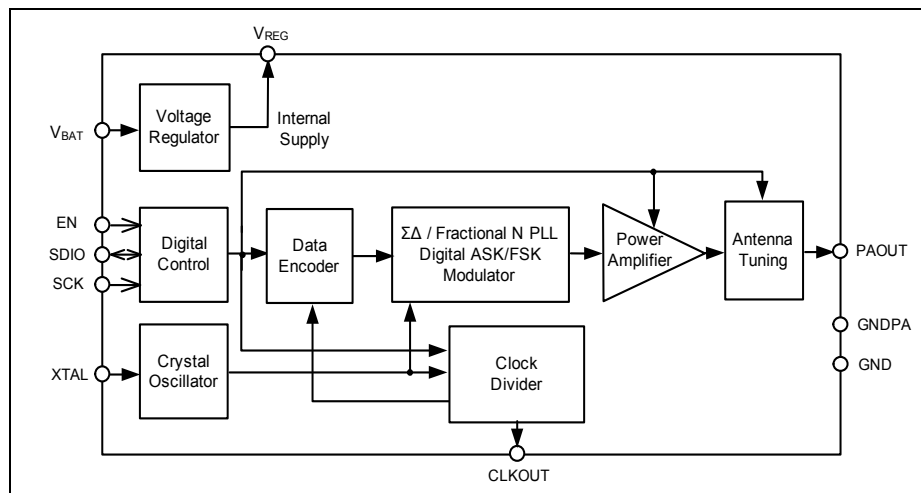 VREG
Voltage
Regulator
Internal
Supply
VBAT
EN
SDIO
SCK
Digital
Control
Data
Encoder
ΣΔ / Fractional N PLL
Digital ASK/FSK
Modulator
Power
Amplifier
Antenna
Tuning
PAOUT
GNDPA
GND
XTAL
Crystal
Oscillator
Clock
Divider
CLKOUT